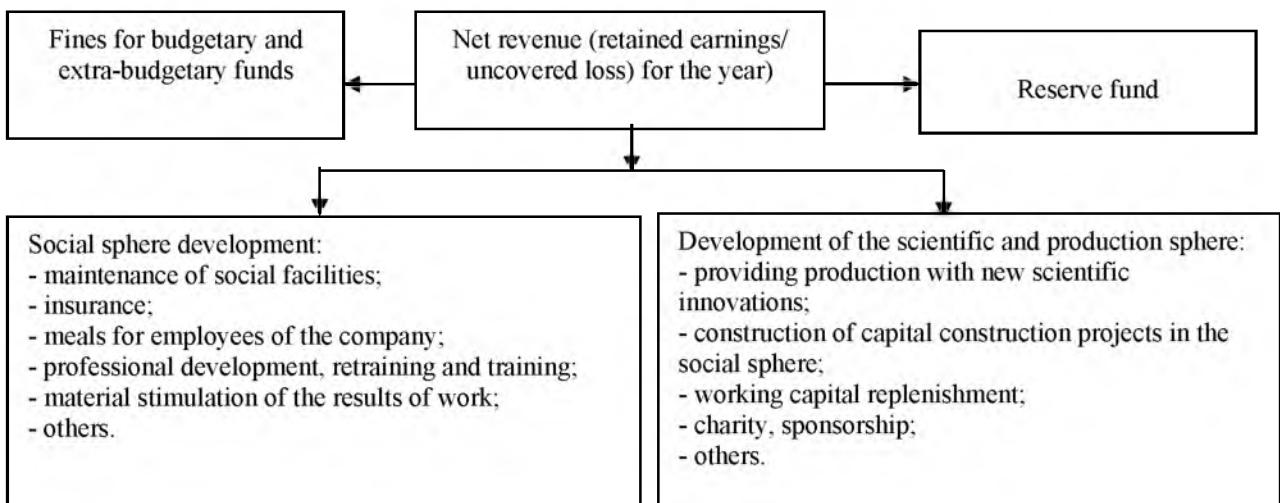 Fines for budgetary and
extra-budgetary funds
Net revenue (retained earnings/
uncovered loss) for the year)
Reserve fund
Social sphere development:
- maintenance of social facilities;
- insurance;
- meals for employees of the company;
- professional development, retraining and training;
- material stimulation of the results of work;
- others.
Development of the scientific and production sphere:
- providing production with new scientific
innovations;
- construction of capital construction projects in the
social sphere;
- working capital replenishment;
- charity, sponsorship;
- others.